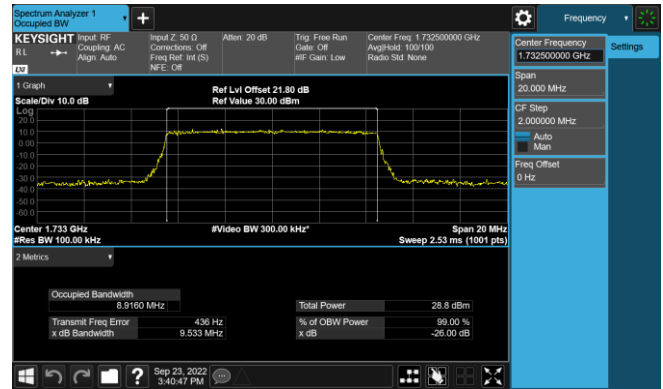 Spectrum Analyzer 1
Occupied BW
Frequency
KEYSIGHT
R L
LXI
Input: RF
Coupling: AC
Align: Auto
Input Z: 50 Ω
Corrections: Off
Freq Ref: Int (S)
NFE: Off
Atten: 20 dB
Trig: Free Run
Gate: Off
#IF Gain: Low
Center Freq: 1.732500000 GHz
Avg|Hold: 100/100
Radio Std: None
Center Frequency
1.732500000 GHz
Settings
Span
20.000 MHz
CF Step
2.000000 MHz
Auto
Man
Freq Offset
0 Hz
1 Graph
Scale/Div 10.0 dB
Ref Lvl Offset 21.80 dB
Ref Value 30.00 dBm
Log
20.0
10.0
0.00
-10.0
-20.0
-30.0
-40.0
-50.0
-60.0
Center 1.733 GHz
#Res BW 100.00 kHz
#Video BW 300.00 kHz*
Span 20 MHz
Sweep 2.53 ms (1001 pts)
2 Metrics
Occupied Bandwidth
8.9160 MHz
Total Power 28.8 dBm
Transmit Freq Error 436 Hz
% of OBW Power 99.00 %
x dB Bandwidth 9.533 MHz
x dB -26.00 dB
?
Sep 23, 2022
3:40:47 PM